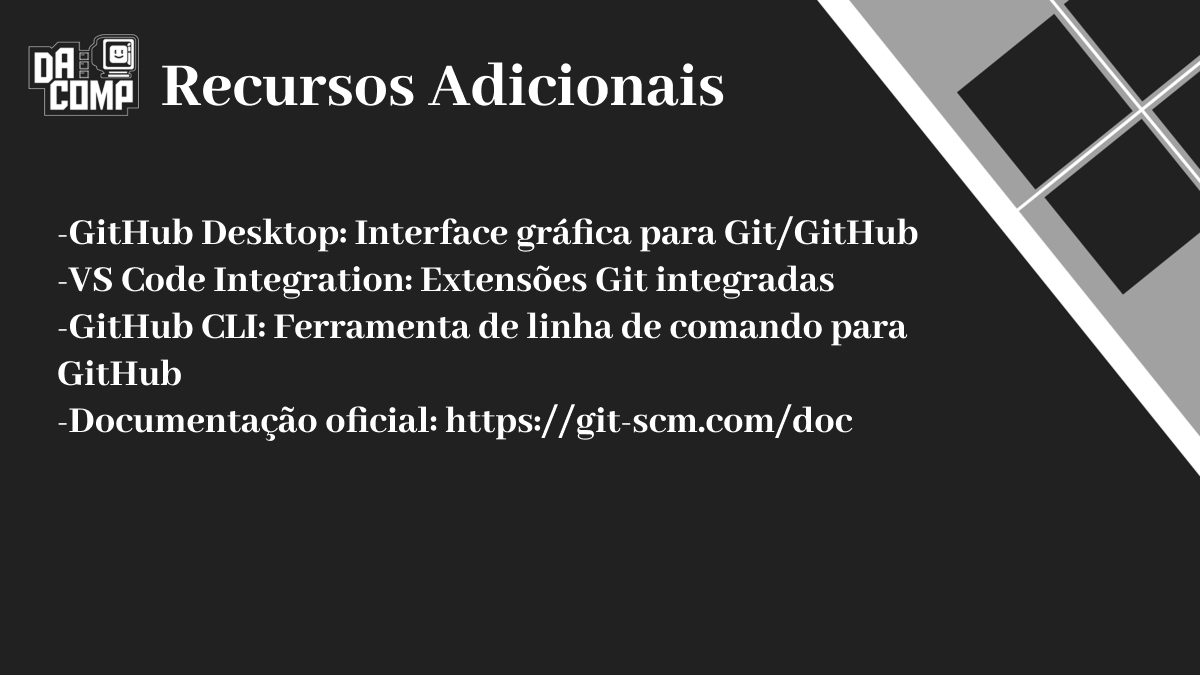 DA
COMP
Recursos Adicionais
-GitHub Desktop: Interface gráfica para Git/GitHub
-VS Code Integration: Extensões Git integradas
-GitHub CLI: Ferramenta de linha de comando para
GitHub
-Documentação oficial: https://git-scm.com/doc